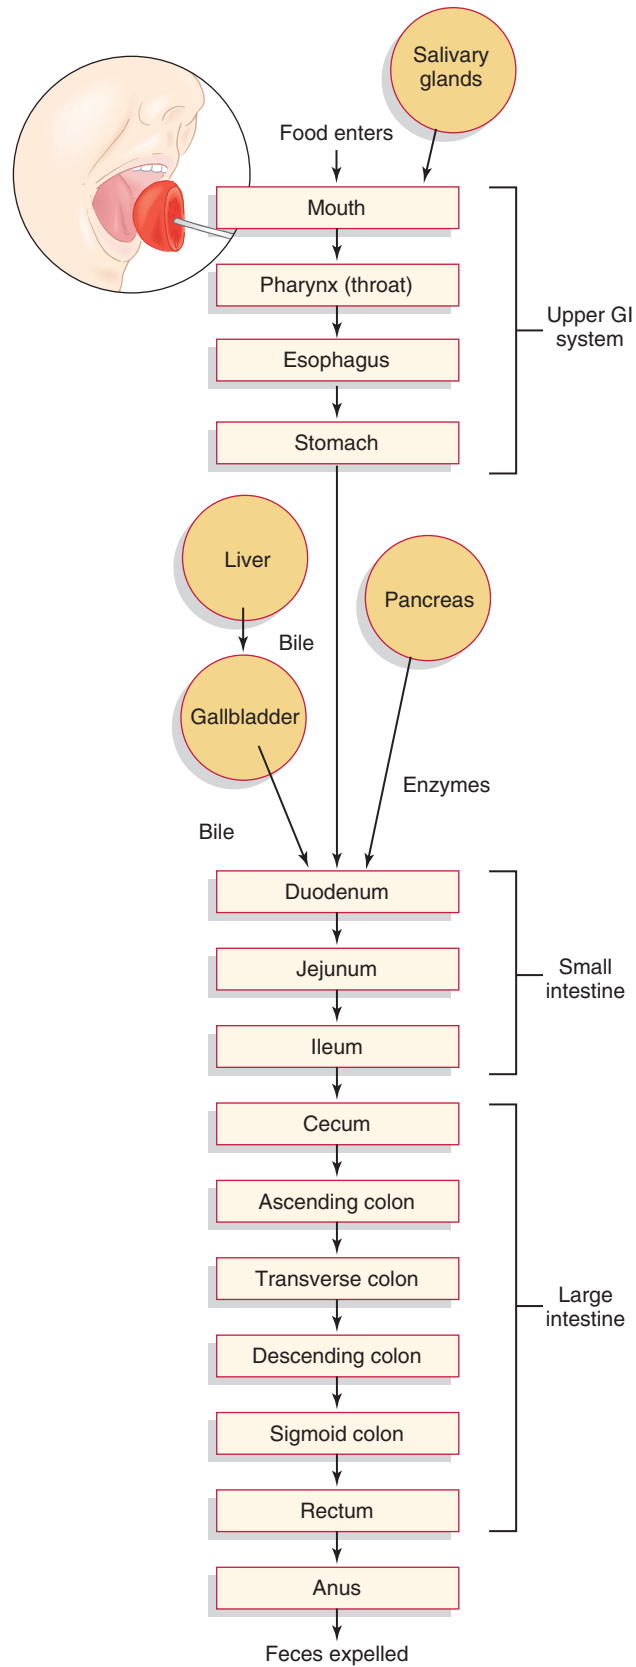 Salivary
glands
Food enters
Mouth
Pharynx (throat)
Upper GI
system
Esophagus
Stomach
Liver
Pancreas
Bile
Gallbladder
Enzymes
Bile
Duodenum
Jejunum
Small
intestine
Ileum
Cecum
Ascending colon
Transverse colon
Large
intestine
Descending colon
Sigmoid colon
Rectum
Anus
Feces expelled